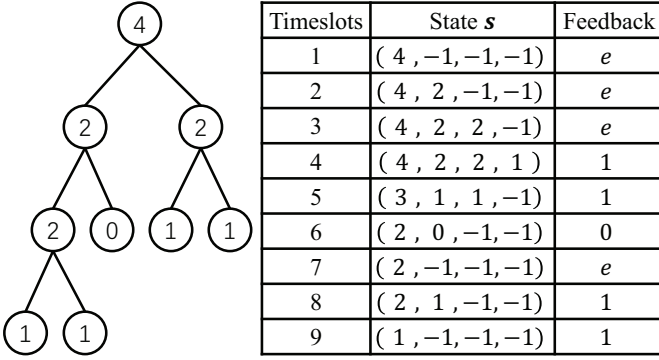 4
2 2
2 0 1 1
1 1
Timeslots State s Feedback
1 ( 4 , −1,−1,−1) e
2 ( 4 , 2 ,−1,−1) e
3 ( 4 , 2 , 2 ,−1) e
4 ( 4 , 2 , 2 , 1 ) 1
5 ( 3 , 1 , 1 ,−1) 1
6 ( 2 , 0 ,−1,−1) 0
7 ( 2 ,−1,−1,−1) e
8 ( 2 , 1 ,−1,−1) 1
9 ( 1 ,−1,−1,−1) 1